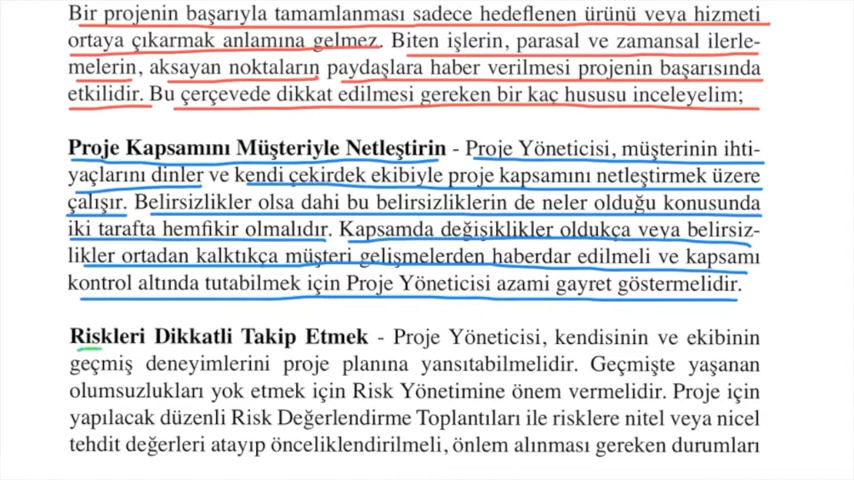 Bir projenin başarıyla tamamlanması sadece hedeflenen ürünü veya hizmeti
ortaya çıkarmak anlamına gelmez. Biten işlerin, parasal ve zamansal ilerle-
melerin, aksayan noktaların paydaşlara haber verilmesi projenin başarısında
etkilidir. Bu çerçevede dikkat edilmesi gereken bir kaç hususu inceleyelim;
Proje Kapsamını Müşteriyle Netleştirin - Proje Yöneticisi, müşterinin ihti-
yaçlarını dinler ve kendi çekirdek ekibiyle proje kapsamını netleştirmek üzere
çalışır. Belirsizlikler olsa dahi bu belirsizliklerin de neler olduğu konusunda
iki tarafta hemfikir olmalıdır. Kapsamda değişiklikler oldukça veya belirsiz-
likler ortadan kalktıkça müşteri gelişmelerden haberdar edilmeli ve kapsamı
kontrol altında tutabilmek için Proje Yöneticisi azami gayret göstermelidir.
Riskleri Dikkatli Takip Etmek - Proje Yöneticisi, kendisinin ve ekibinin
geçmiş deneyimlerini proje planına yansıtabilmelidir. Geçmişte yaşanan
olumsuzlukları yok etmek için Risk Yönetimine önem vermelidir. Proje için
yapılacak düzenli Risk Değerlendirme Toplantıları ile risklere nitel veya nicel
tehdit değerleri atayıp önceliklendirilmeli, önlem alınması gereken durumları